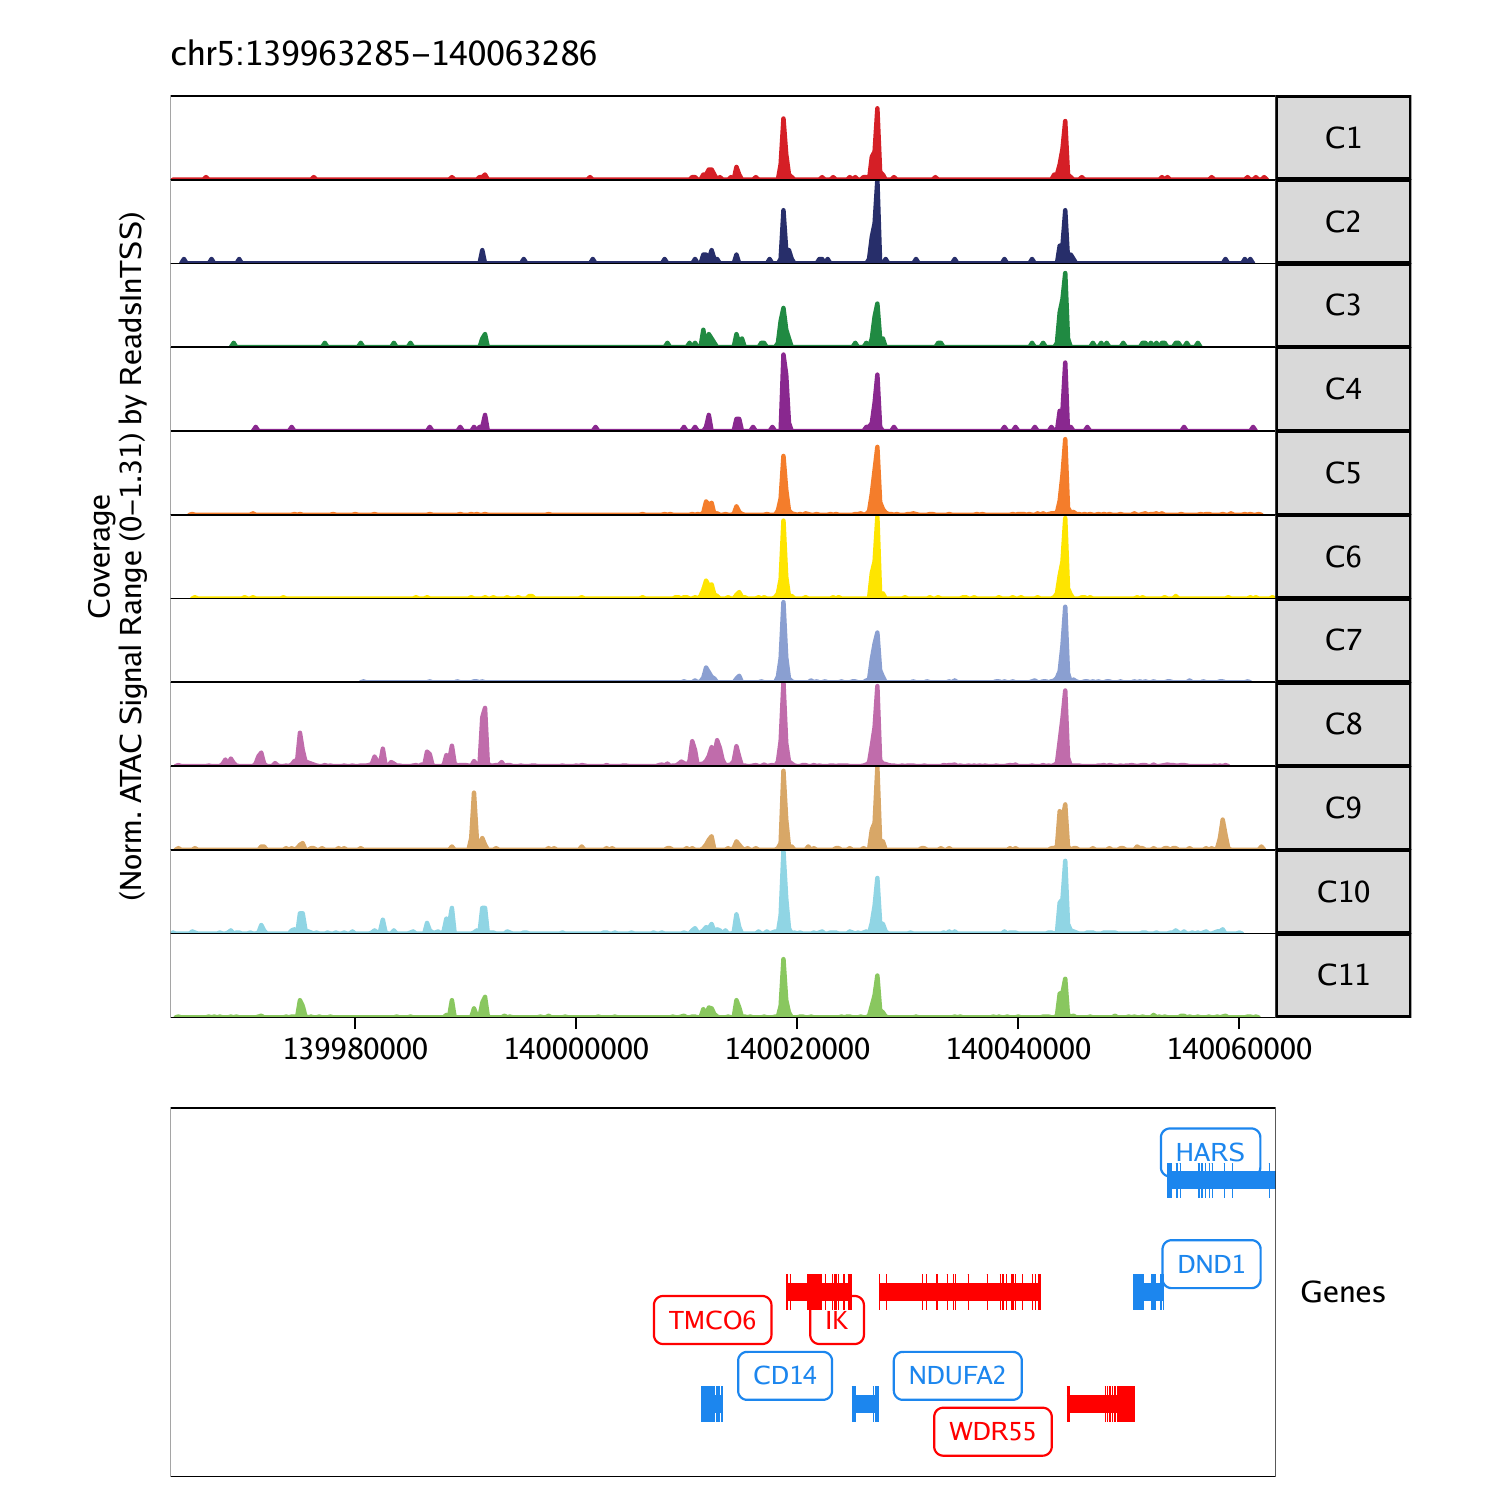 chr5:139963285−140063286
Coverage
(Norm. ATAC Signal Range (0−1.31) by ReadsInTSS)
C1
C2
C3
C4
C5
C6
C7
C8
C9
C10
C11
139980000 140000000 140020000 140040000 140060000
HARS
DND1
Genes
TMCO6 IK
CD14 NDUFA2
WDR55